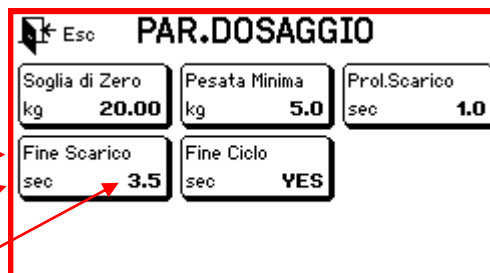 Esc PAR.DOSAGGIO
Soglia di Zero Pesata Minima Prol.Scarico
kg 20.00 kg 5.0 sec 1.0
Fine Scarico Fine Ciclo
sec 3.5 sec YES